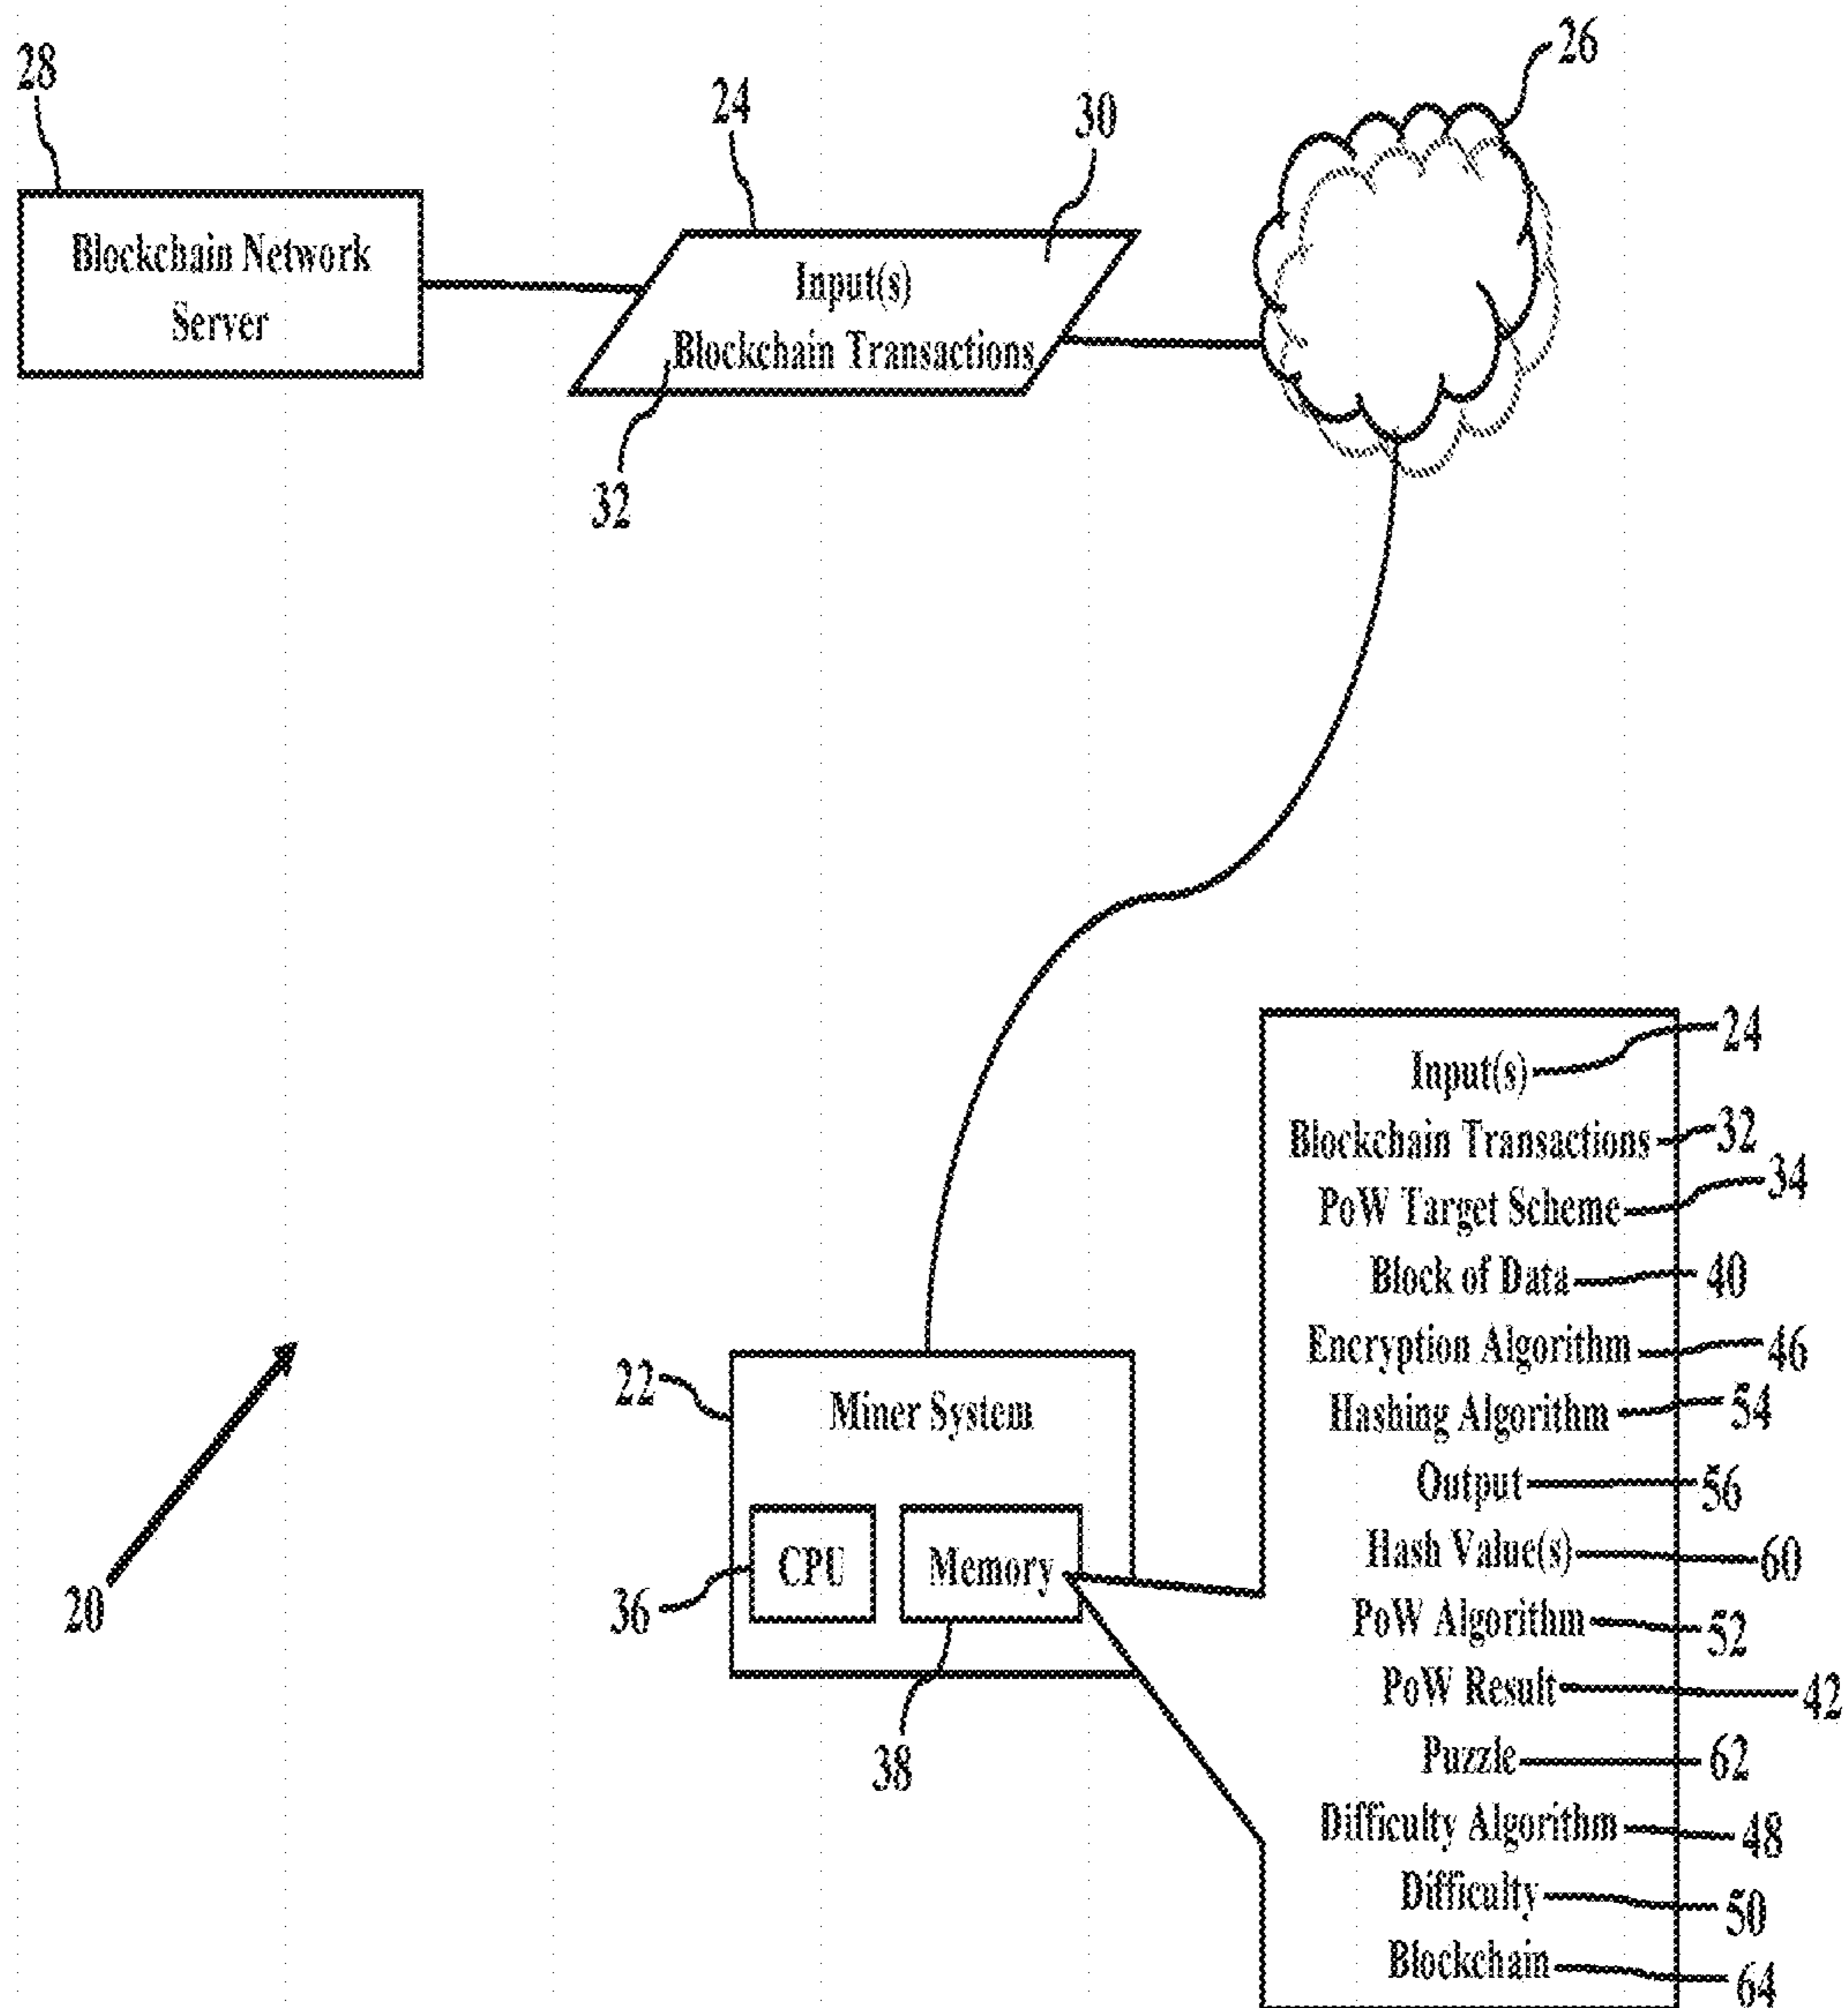 28
24
30
26
Blockchain Network
Server
Input(s)
Blockchain Transactions
32
20
22
Miner System
CPU
Memory
36
38
Input(s) 24
Blockchain Transactions 32
PoW Target Scheme 34
Block of Data 40
Encryption Algorithm 46
Hashing Algorithm 54
Output 56
Hash Value(s) 60
PoW Algorithm 52
PoW Result 42
Puzzle 62
Difficulty Algorithm 48
Difficulty 50
Blockchain 64